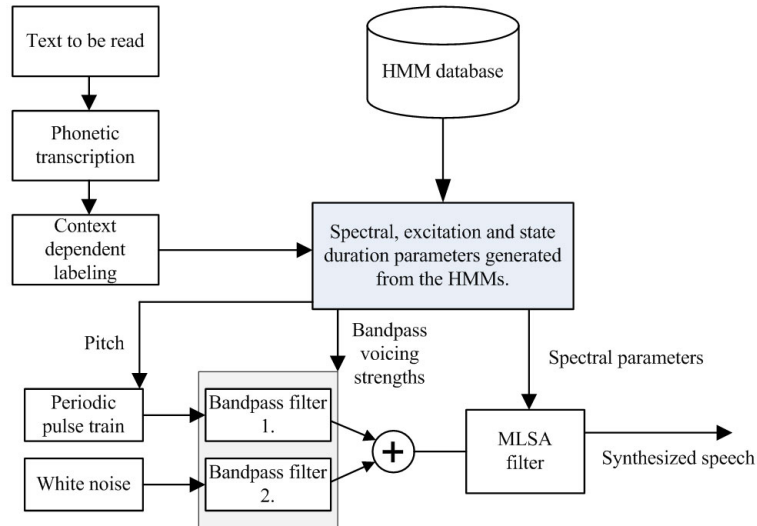 Text to be read
HMM database
Phonetic
transcription
Context
dependent
labeling
Spectral, excitation and state
duration parameters generated
from the HMMs.
Pitch
Bandpass
voicing
strengths
Spectral parameters
Periodic
pulse train
Bandpass filter
1.
+
MLSA
filter
Synthesized speech
White noise
Bandpass filter
2.